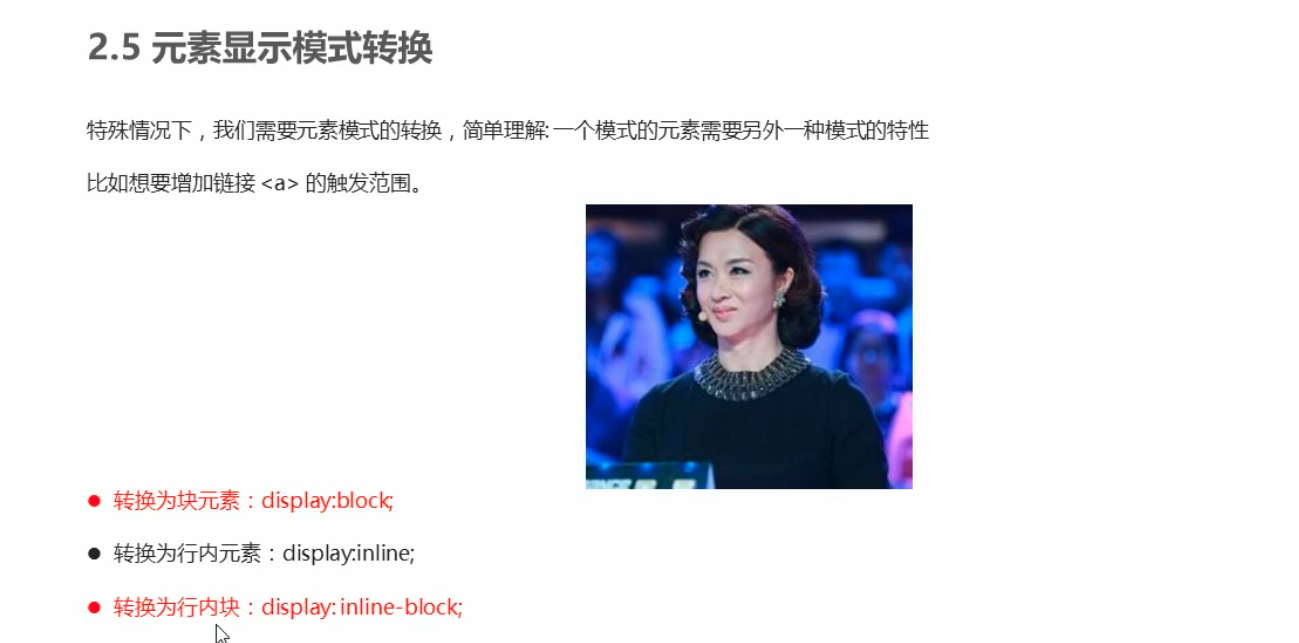 2.5 元素显示模式转换
特殊情况下，我们需要元素模式的转换，简单理解: 一个模式的元素需要另外一种模式的特性
比如想要增加链接 <a> 的触发范围。
● 转换为块元素：display:block;
● 转换为行内元素：display:inline;
● 转换为行内块：display: inline-block;